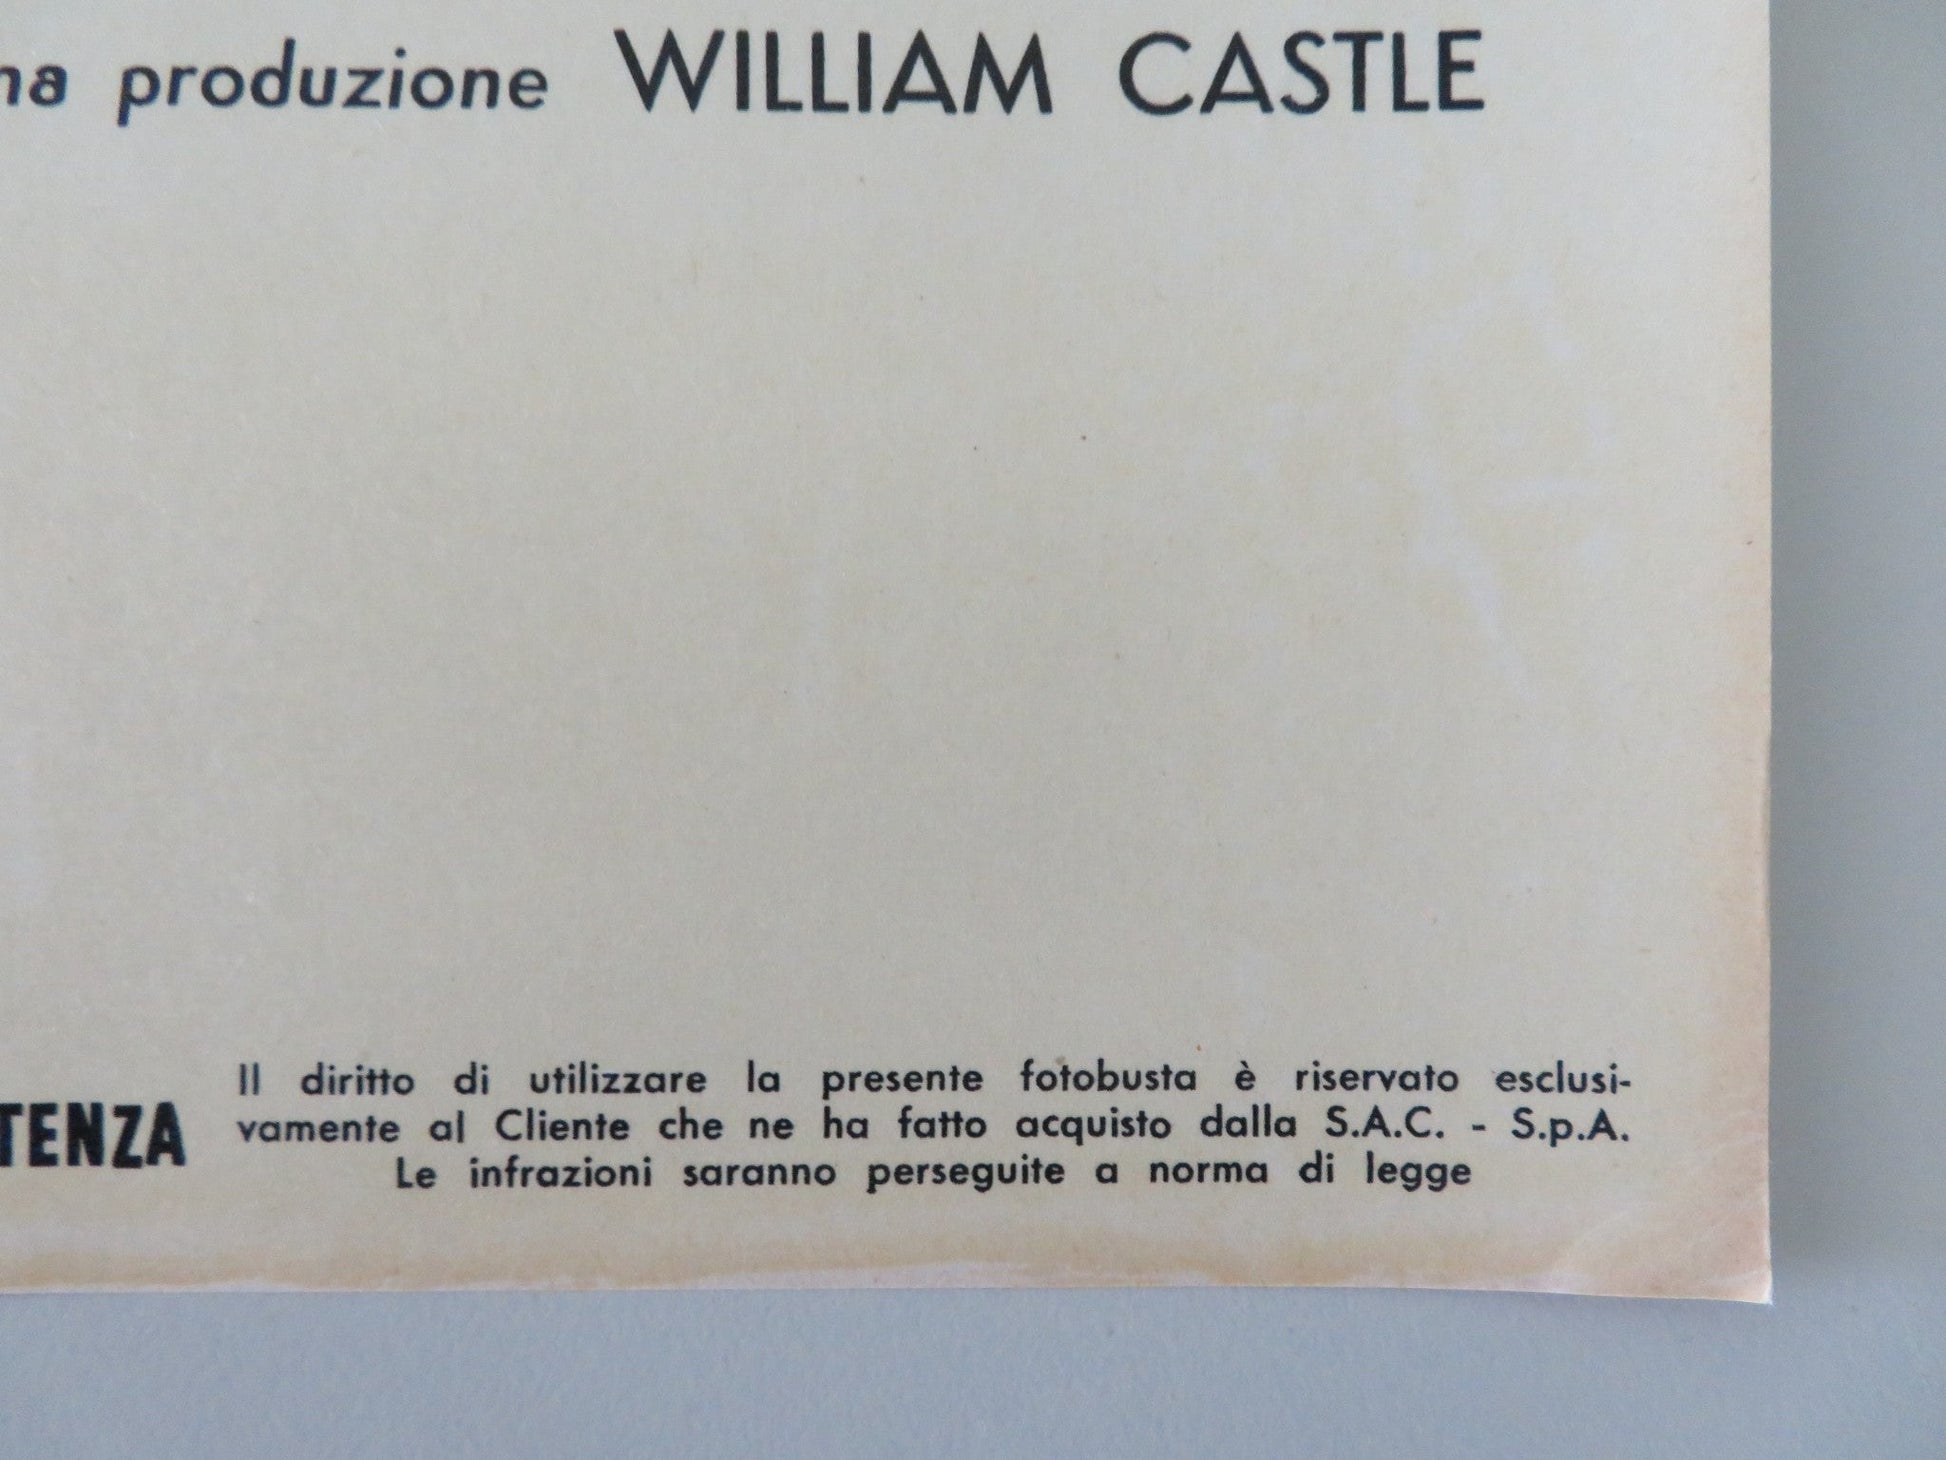 na produzione WILLIAM CASTLE
TENZA
Il diritto di utilizzare la presente fotobusta è riservato esclusi-
vamente al Cliente che ne ha fatto acquisto dalla S.A.C. - S.p.A.
Le infrazioni saranno perseguite a norma di legge